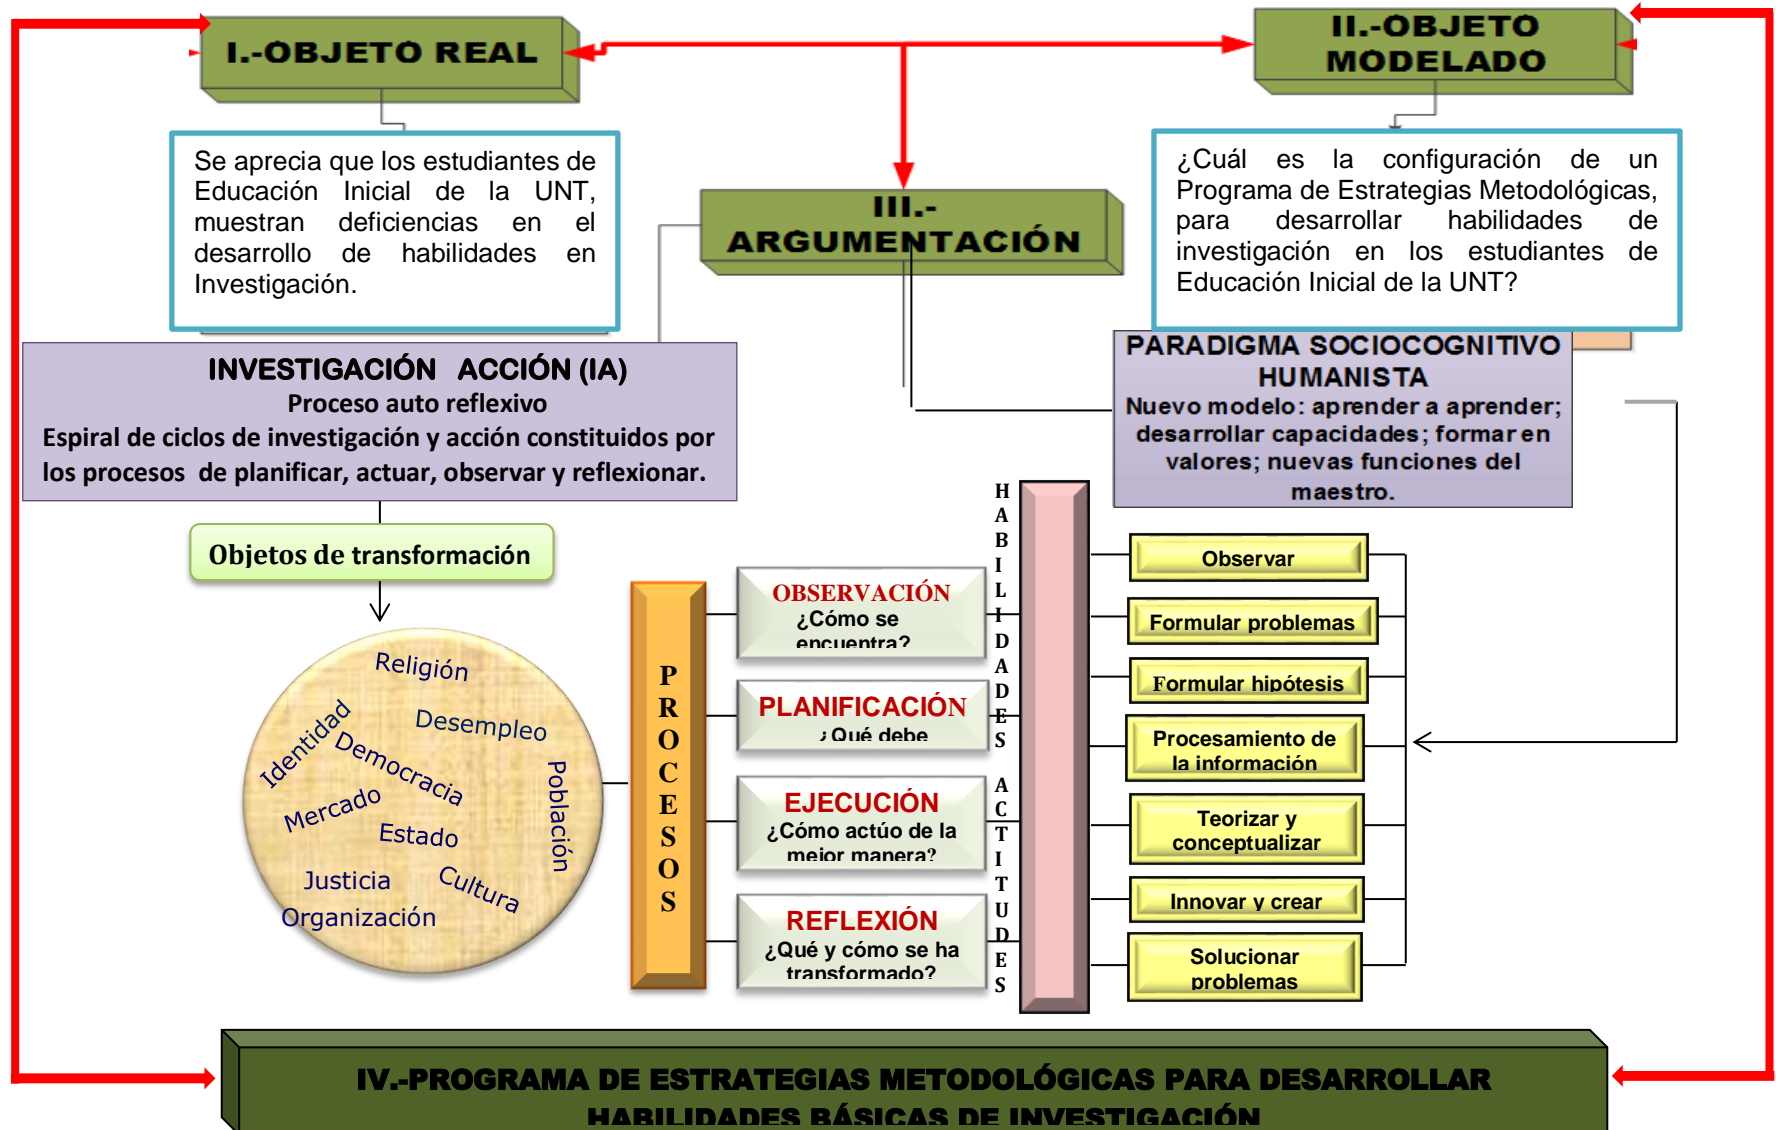 I.-OBJETO REAL
II.-OBJETO
MODELADO
Se aprecia que los estudiantes de
Educación Inicial de la UNT,
muestran deficiencias en el
desarrollo de habilidades en
Investigación.
III.-
ARGUMENTACIÓN
¿Cuál es la configuración de un
Programa de Estrategias Metodológicas,
para desarrollar habilidades de
investigación en los estudiantes de
Educación Inicial de la UNT?
INVESTIGACIÓN ACCIÓN (IA)
Proceso auto reflexivo
Espiral de ciclos de investigación y acción constituidos por
los procesos de planificar, actuar, observar y reflexionar.
PARADIGMA SOCIOCOGNITIVO
HUMANISTA
Nuevo modelo: aprender a aprender;
desarrollar capacidades; formar en
valores; nuevas funciones del
maestro.
Objetos de transformación
Religión
Identidad
Desempleo
Democracia
Población
Mercado
Estado
Justicia
Cultura
Organización
PROCESOS
OBSERVACIÓN
¿Cómo se
encuentra?
PLANIFICACIÓN
¿Qué debe
EJECUCIÓN
¿Cómo actúo de la
mejor manera?
REFLEXIÓN
¿Qué y cómo se ha
transformado?
HABILIDADES ACTITUDES
Observar
Formular problemas
Formular hipótesis
Procesamiento de
la información
Teorizar y
conceptualizar
Innovar y crear
Solucionar
problemas
IV.-PROGRAMA DE ESTRATEGIAS METODOLÓGICAS PARA DESARROLLAR
HABILIDADES BÁSICAS DE INVESTIGACIÓN